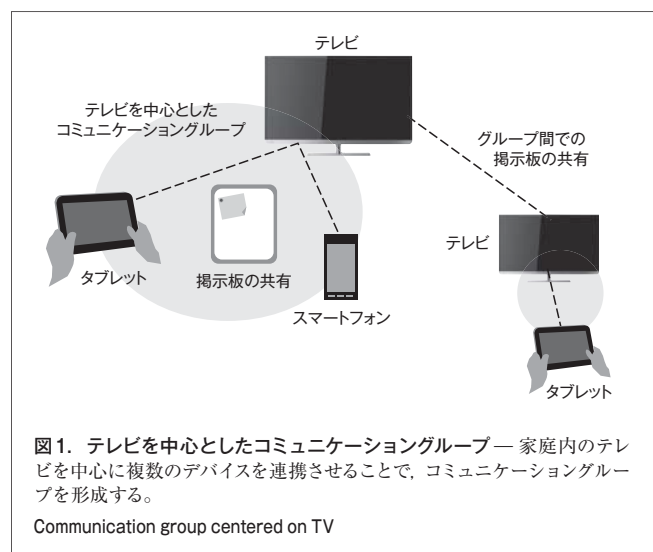 テレビ
テレビを中心とした
コミュニケーショングループ
グループ間での
掲示板の共有
テレビ
タブレット
掲示板の共有
スマートフォン
タブレット
図1. テレビを中心としたコミュニケーショングループ — 家庭内のテレ
ビを中心に複数のデバイスを連携させることで, コミュニケーショングルー
プを形成する。
Communication group centered on TV